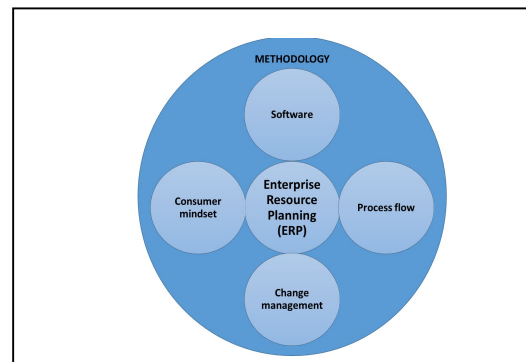 METHODOLOGY
Software
Consumer
mindset
Enterprise
Resource
Planning
(ERP)
Process flow
Change
management